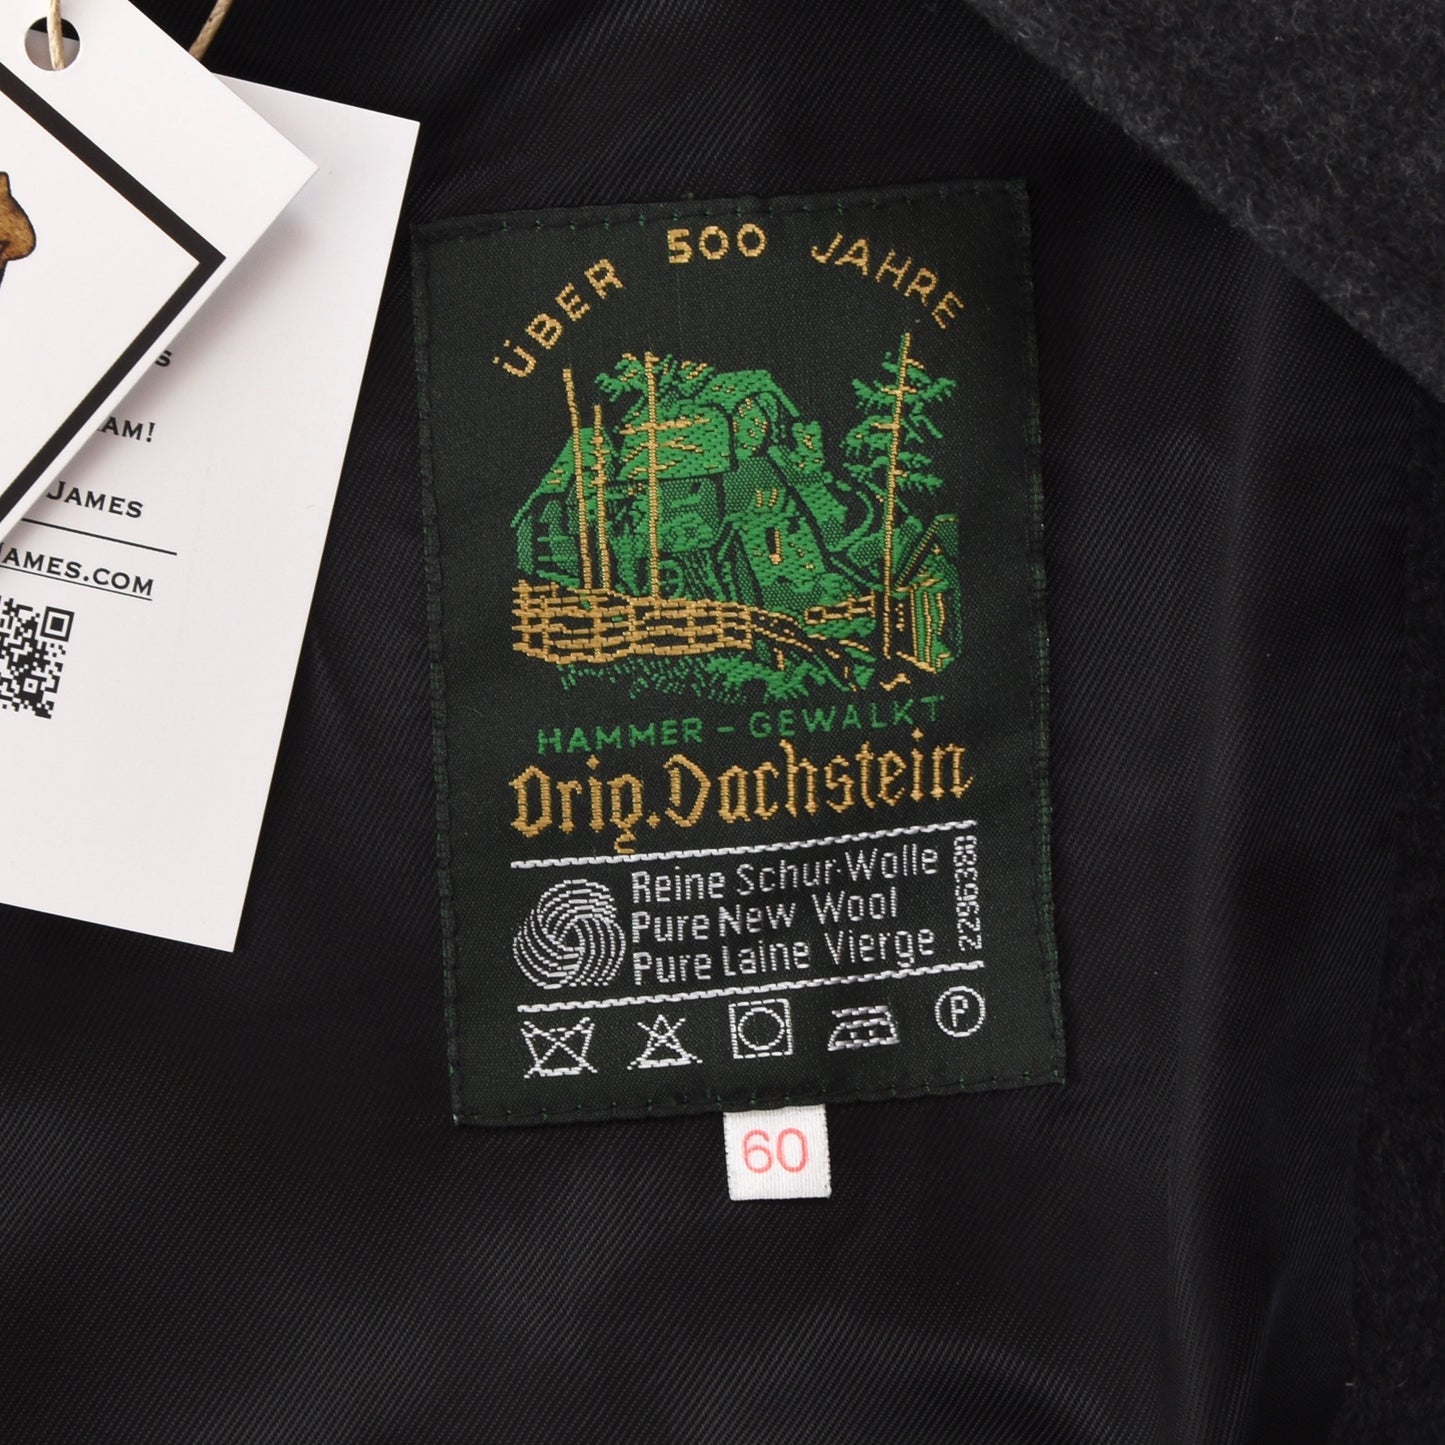 AM!
JAMES
JAMES.COM
ÜBER 500 JAHRE
HAMMER - GEWALKT
Orig. Dachstein
Reine Schur-Wolle
Pure New Wool
Pure Laine Vierge
2256380
P
60